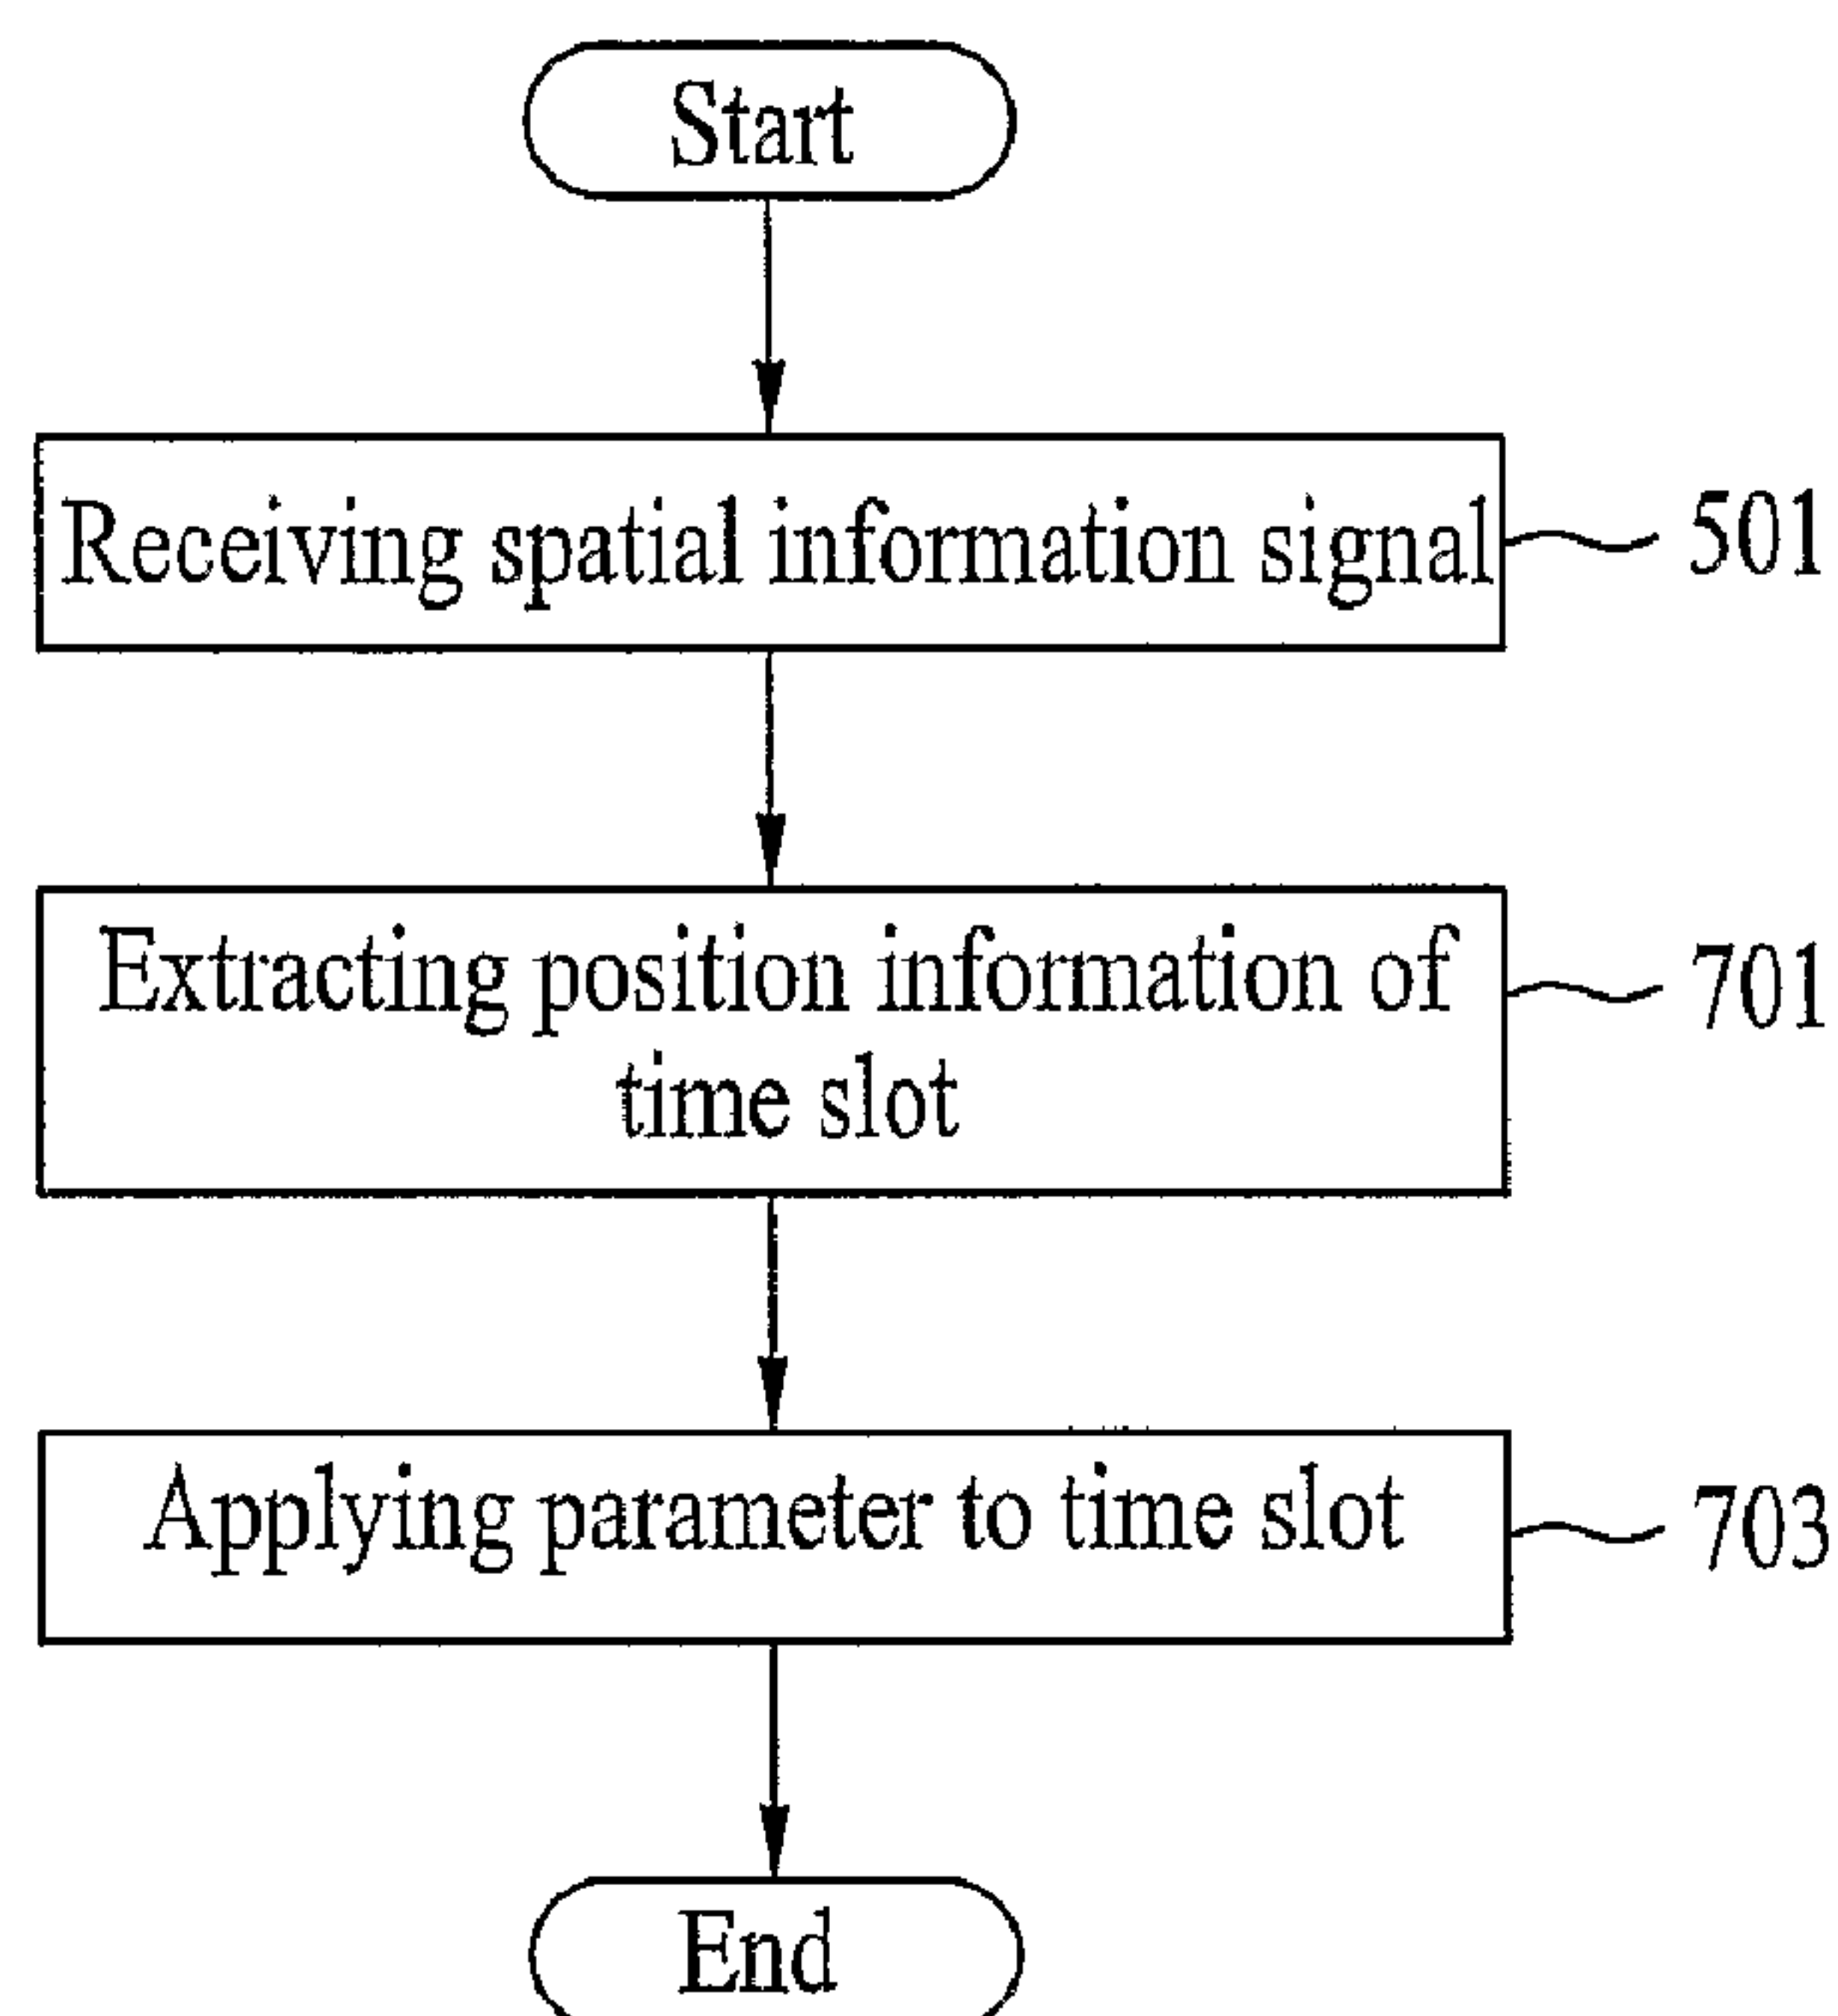 Start
Receiving spatial information signal
501
Extracting position information of
time slot
701
Applying parameter to time slot
703
End